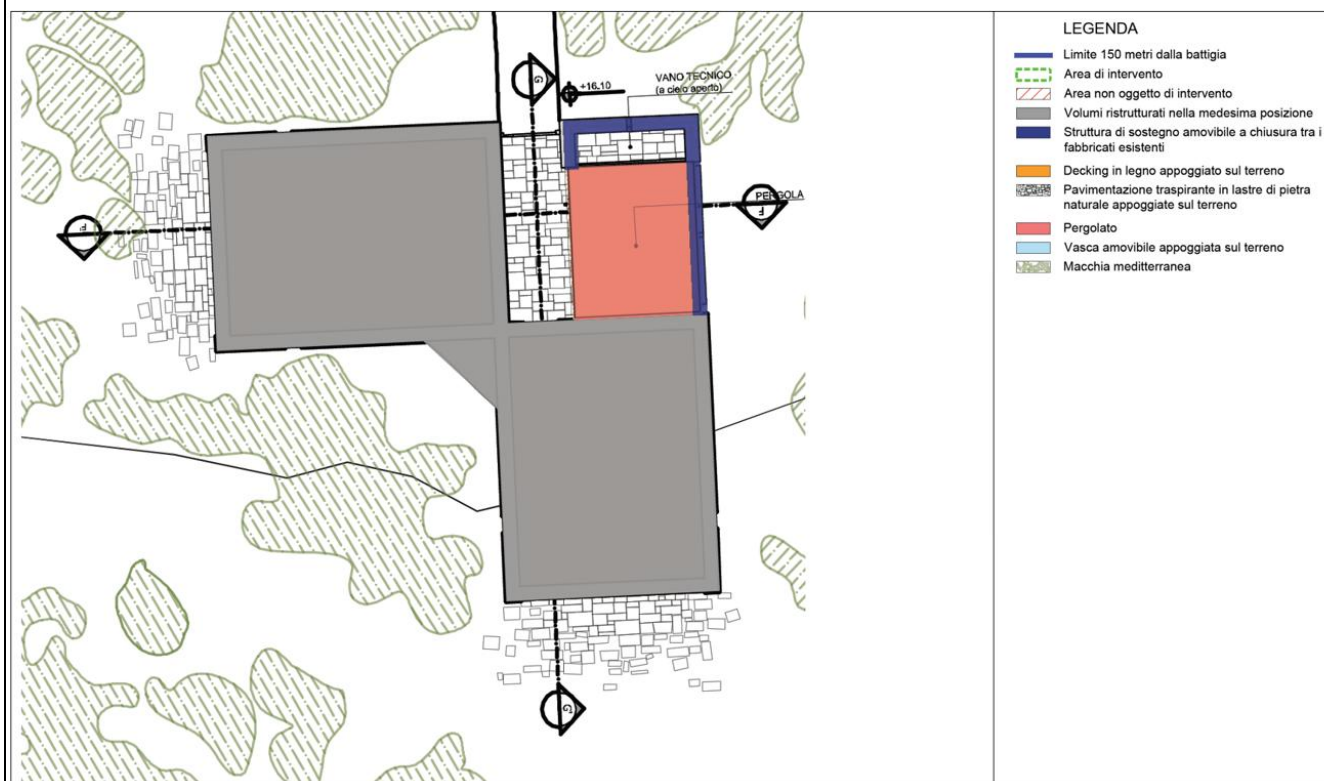 G
+16.10
VANO TECNICO
(a cielo aperto)
PERGOLA
F
F'
G'
LEGENDA
Limite 150 metri dalla battigia
Area di intervento
Area non oggetto di intervento
Volumi ristrutturati nella medesima posizione
Struttura di sostegno amovibile a chiusura tra i
fabbricati esistenti
Decking in legno appoggiato sul terreno
Pavimentazione traspirante in lastre di pietra
naturale appoggiate sul terreno
Pergolato
Vasca amovibile appoggiata sul terreno
Macchia mediterranea